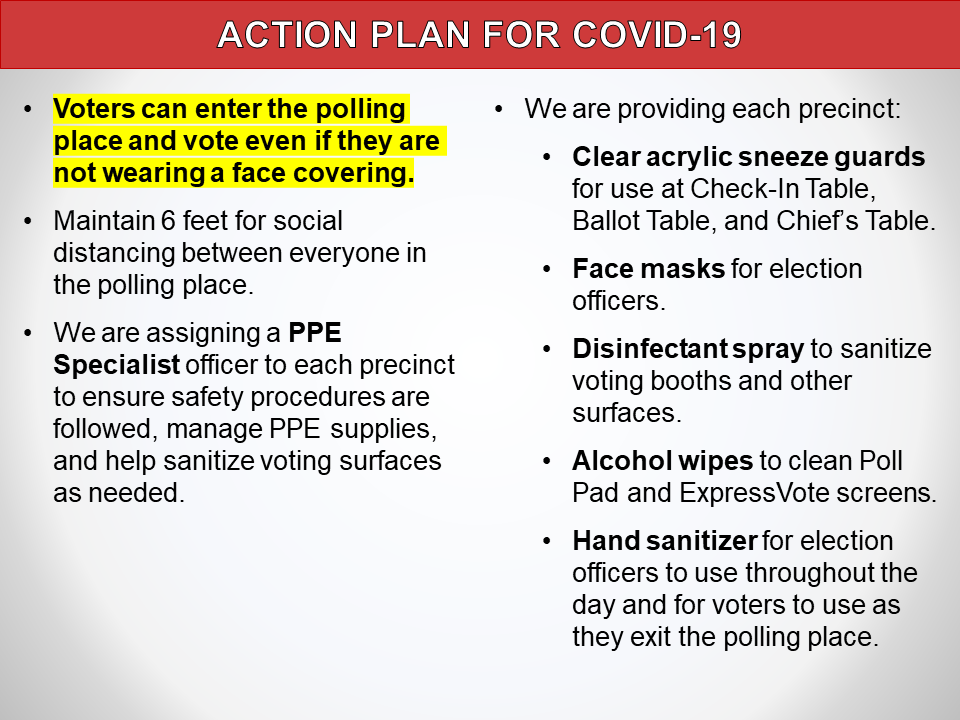 ACTION PLAN FOR COVID-19
• Voters can enter the polling
place and vote even if they are
not wearing a face covering.
• Maintain 6 feet for social
distancing between everyone in
the polling place.
• We are assigning a PPE
Specialist officer to each precinct
to ensure safety procedures are
followed, manage PPE supplies,
and help sanitize voting surfaces
as needed.
• We are providing each precinct:
• Clear acrylic sneeze guards
for use at Check-In Table,
Ballot Table, and Chief's Table.
• Face masks for election
officers.
• Disinfectant spray to sanitize
voting booths and other
surfaces.
• Alcohol wipes to clean Poll
Pad and ExpressVote screens.
• Hand sanitizer for election
officers to use throughout the
day and for voters to use as
they exit the polling place.